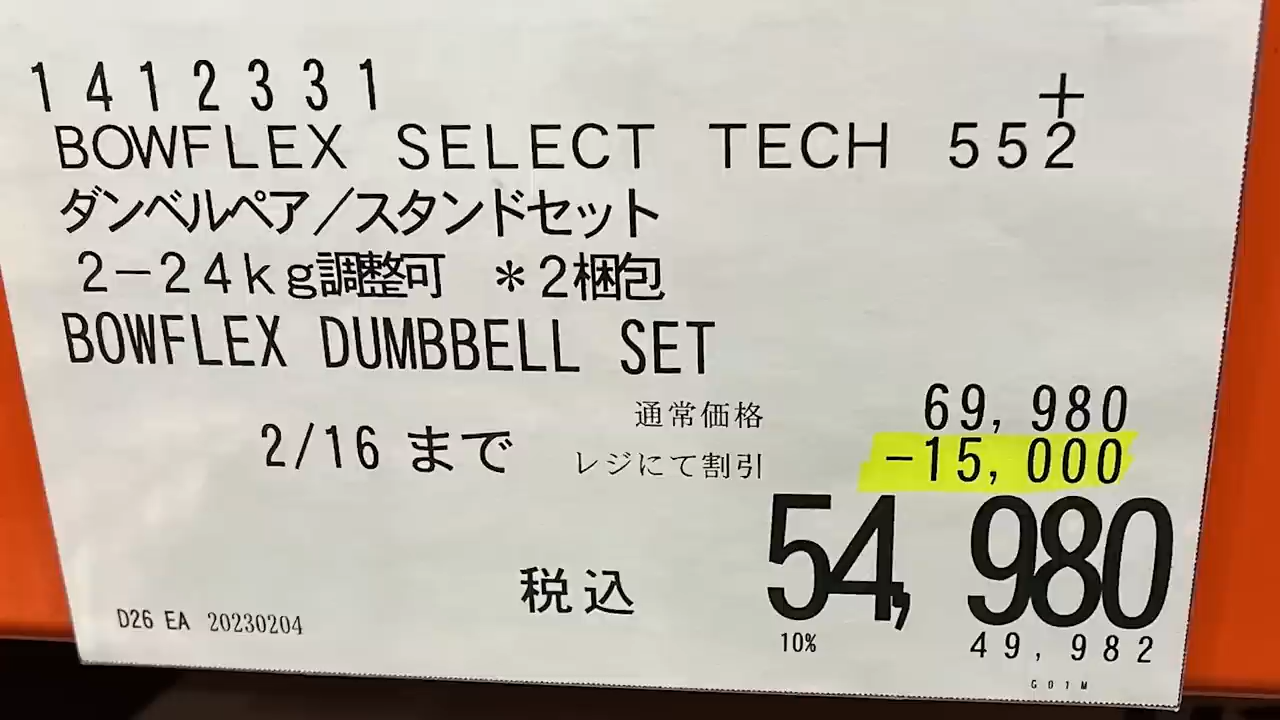 1412331
+
BOWFLEX SELECT TECH 552
ダンベルペア／スタンドセット
２－２４ｋｇ調整可　＊２梱包
BOWFLEX DUMBBELL SET
通常価格 69,980
2/16 まで レジにて割引 -15,000
税込 54,980
D26 EA 20230204 10% 49,982
G01M